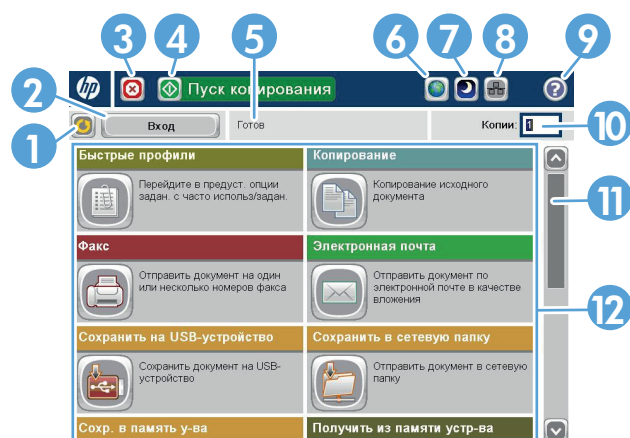 3
4
5
6
7
8
9
2
hp
Пуск копирования
1
Вход
Готов
Копии: 1
10
Быстрые профили
Перейдите в предуст. опции
задан. с часто использ/задан.
Копирование
Копирование исходного
документа
11
Факс
Отправить документ на один
или несколько номеров факса
Электронная почта
Отправить документ по
электронной почте в качестве
вложения
12
Сохранить на USB-устройство
Сохранить документ на USB-
устройство
Сохранить в сетевую папку
Отправить документ в сетевую
папку
Сохр. в память у-ва
Получить из памяти устр-ва